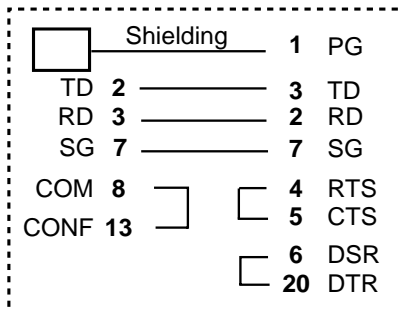 Shielding 1 PG
TD 2 3 TD
RD 3 2 RD
SG 7 7 SG
COM 8 4 RTS
CONF 13 5 CTS
6 DSR
20 DTR